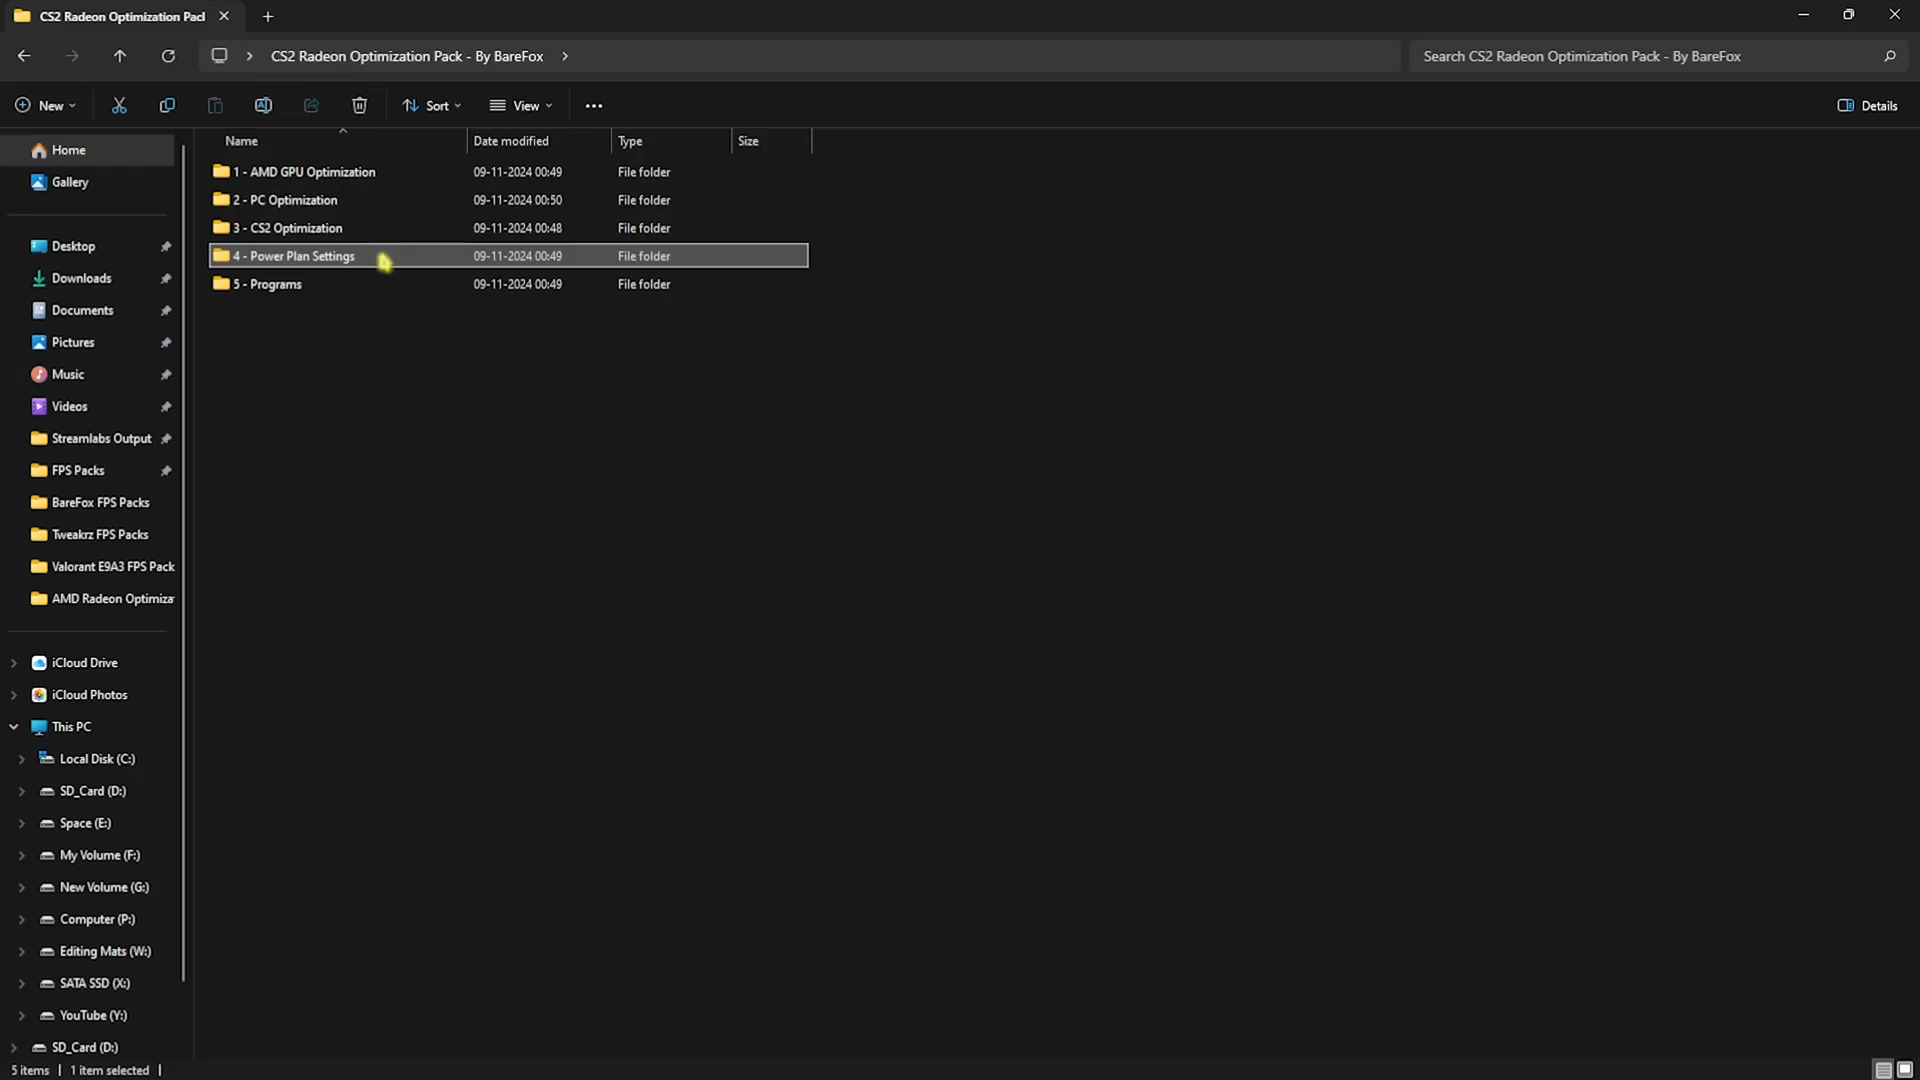 CS2 Radeon Optimization Pacl
CS2 Radeon Optimization Pack - By BareFox
Search CS2 Radeon Optimization Pack - By BareFox
New
Sort
View
Details
Name
Date modified
Type
Size
1 - AMD GPU Optimization 09-11-2024 00:49 File folder
2 - PC Optimization 09-11-2024 00:50 File folder
3 - CS2 Optimization 09-11-2024 00:48 File folder
4 - Power Plan Settings 09-11-2024 00:49 File folder
5 - Programs 09-11-2024 00:49 File folder
Home
Gallery
Desktop
Downloads
Documents
Pictures
Music
Videos
Streamlabs Output
FPS Packs
BareFox FPS Packs
Tweakrz FPS Packs
Valorant E9A3 FPS Pack
AMD Radeon Optimiza
iCloud Drive
iCloud Photos
This PC
Local Disk (C:)
SD_Card (D:)
Space (E:)
My Volume (F:)
New Volume (G:)
Computer (P:)
Editing Mats (W:)
SATA SSD (X:)
YouTube (Y:)
SD_Card (D:)
5 items
1 item selected